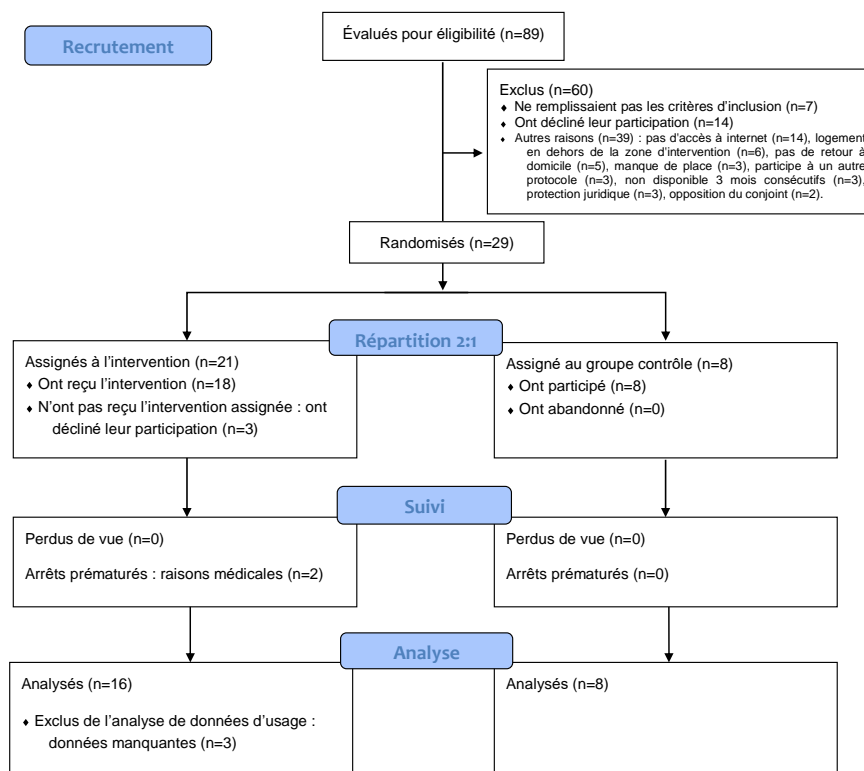 Recrutement
Évalués pour éligibilité (n=89)
Exclus (n=60)
♦ Ne remplissaient pas les critères d'inclusion (n=7)
♦ Ont décliné leur participation (n=14)
♦ Autres raisons (n=39) : pas d'accès à internet (n=14), logement
en dehors de la zone d'intervention (n=6), pas de retour à
domicile (n=5), manque de place (n=3), participe à un autre
protocole (n=3), non disponible 3 mois consécutifs (n=3),
protection juridique (n=3), opposition du conjoint (n=2).
Randomisés (n=29)
Répartition 2:1
Assignés à l'intervention (n=21)
♦ Ont reçu l'intervention (n=18)
♦ N'ont pas reçu l'intervention assignée : ont
décliné leur participation (n=3)
Assigné au groupe contrôle (n=8)
♦ Ont participé (n=8)
♦ Ont abandonné (n=0)
Suivi
Perdus de vue (n=0)
Arrêts prématurés : raisons médicales (n=2)
Perdus de vue (n=0)
Arrêts prématurés (n=0)
Analyse
Analysés (n=16)
♦ Exclus de l'analyse de données d'usage :
données manquantes (n=3)
Analysés (n=8)